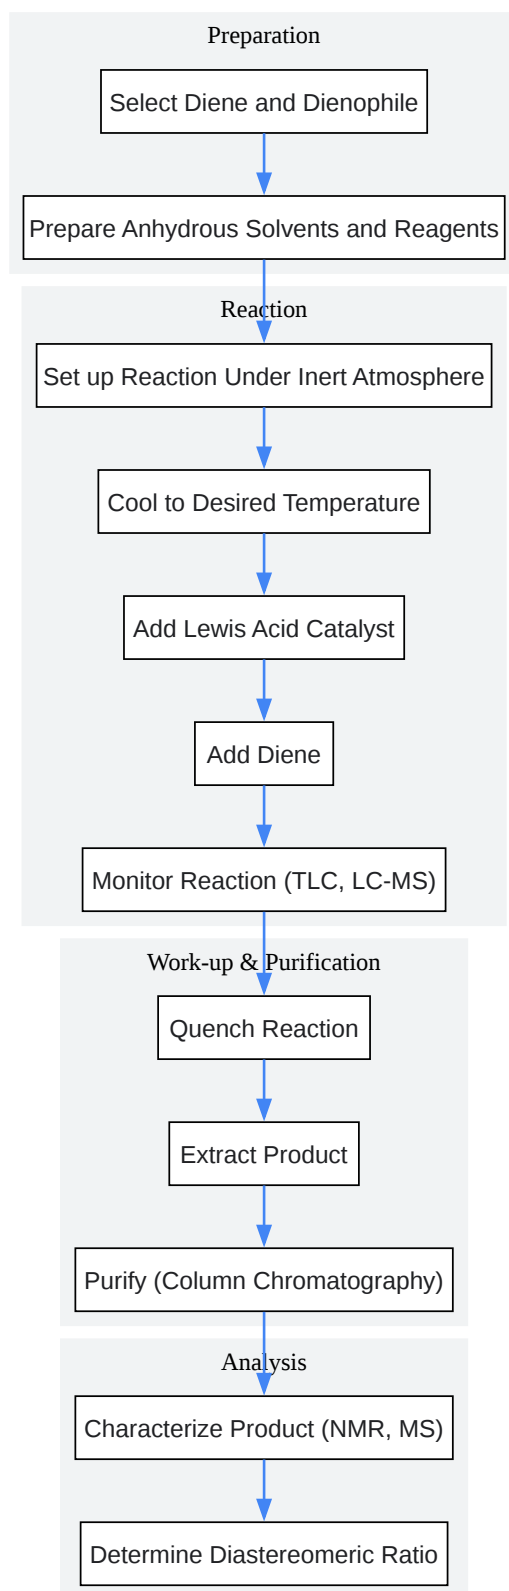 Preparation
Select Diene and Dienophile
Prepare Anhydrous Solvents and Reagents
Reaction
Set up Reaction Under Inert Atmosphere
Cool to Desired Temperature
Add Lewis Acid Catalyst
Add Diene
Monitor Reaction (TLC, LC-MS)
Work-up & Purification
Quench Reaction
Extract Product
Purify (Column Chromatography)
Analysis
Characterize Product (NMR, MS)
Determine Diastereomeric Ratio